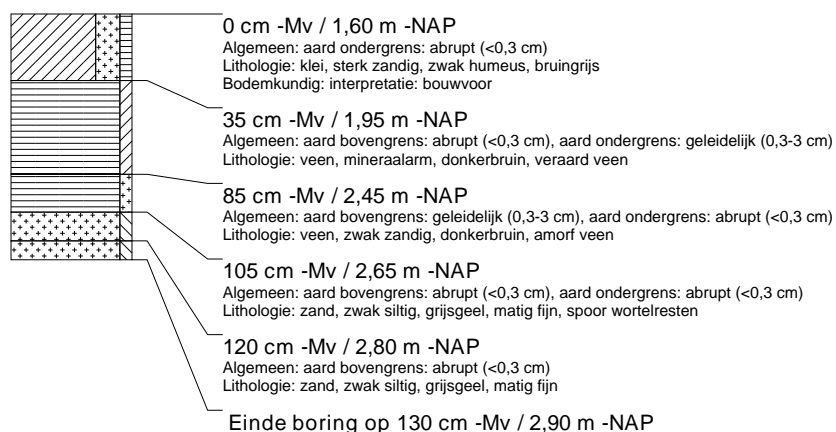 0 cm -Mv / 1,60 m -NAP
Algemeen: aard ondergrens: abrupt (<0,3 cm)
Lithologie: klei, sterk zandig, zwak humeus, bruingrijs
Bodemkundig: interpretatie: bouwvoor
35 cm -Mv / 1,95 m -NAP
Algemeen: aard bovengrens: abrupt (<0,3 cm), aard ondergrens: geleidelijk (0,3-3 cm)
Lithologie: veen, mineraalarm, donkerbruin, veraard veen
85 cm -Mv / 2,45 m -NAP
Algemeen: aard bovengrens: geleidelijk (0,3-3 cm), aard ondergrens: abrupt (<0,3 cm)
Lithologie: veen, zwak zandig, donkerbruin, amorf veen
105 cm -Mv / 2,65 m -NAP
Algemeen: aard bovengrens: abrupt (<0,3 cm), aard ondergrens: abrupt (<0,3 cm)
Lithologie: zand, zwak siltig, grijsgeel, matig fijn, spoor wortelresten
120 cm -Mv / 2,80 m -NAP
Algemeen: aard bovengrens: abrupt (<0,3 cm)
Lithologie: zand, zwak siltig, grijsgeel, matig fijn
Einde boring op 130 cm -Mv / 2,90 m -NAP